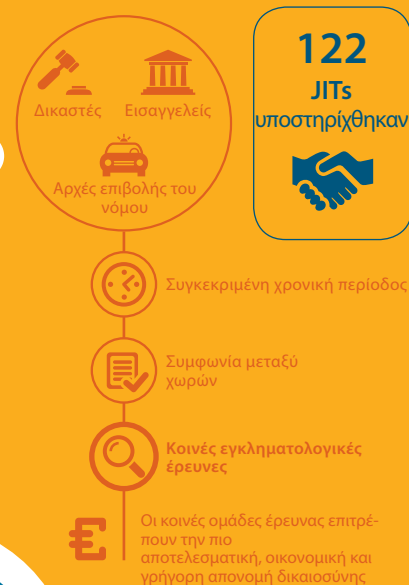 Δικαστές
Εισαγγελείς
Αρχές επιβολής του
νόμου
122
JITs
υποστηρίχθηκαν
Συγκεκριμένη χρονική περίοδος
Συμφωνία μεταξύ
χωρών
Κοινές εγκληματολογικές
έρευνες
Οι κοινές ομάδες έρευνας επιτρέ-
πουν την πιο
αποτελεσματική, οικονομική και
γρήγορη απονομή δικαιοσύνης